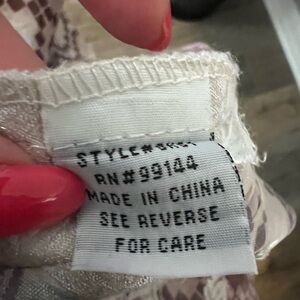 STYLE#
RN#99144
MADE IN CHINA
SEE REVERSE
FOR CARE